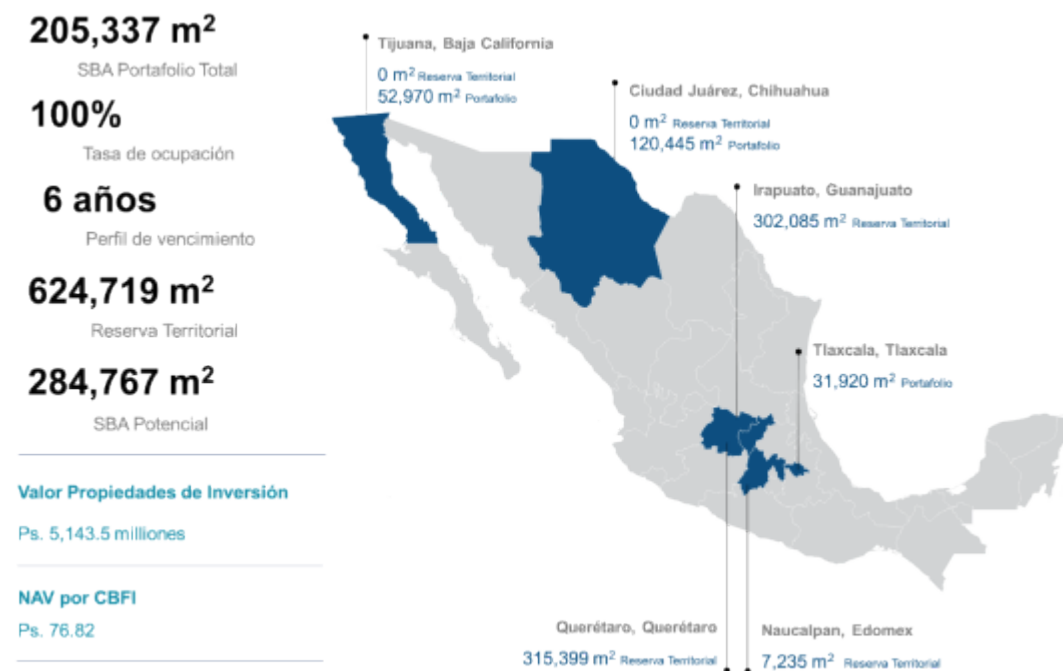 205,337 m²
SBA Portafolio Total
100%
Tasa de ocupación
6 años
Perfil de vencimiento
624,719 m²
Reserva Territorial
284,767 m²
SBA Potencial
Valor Propiedades de Inversión
Ps. 5,143.5 milliones
NAV por CBFI
Ps. 76.82
Tijuana, Baja California
0 m² Reserva Territorial
52,970 m² Portafolio
Ciudad Juárez, Chihuahua
0 m² Reserva Territorial
120,445 m² Portafolio
Irapuato, Guanajuato
302,085 m² Reserva Territorial
Tlaxcala, Tlaxcala
31,920 m² Portafolio
Querétaro, Querétaro
315,399 m² Reserva Territorial
Naucalpan, Edomex
7,235 m² Reserva Territorial